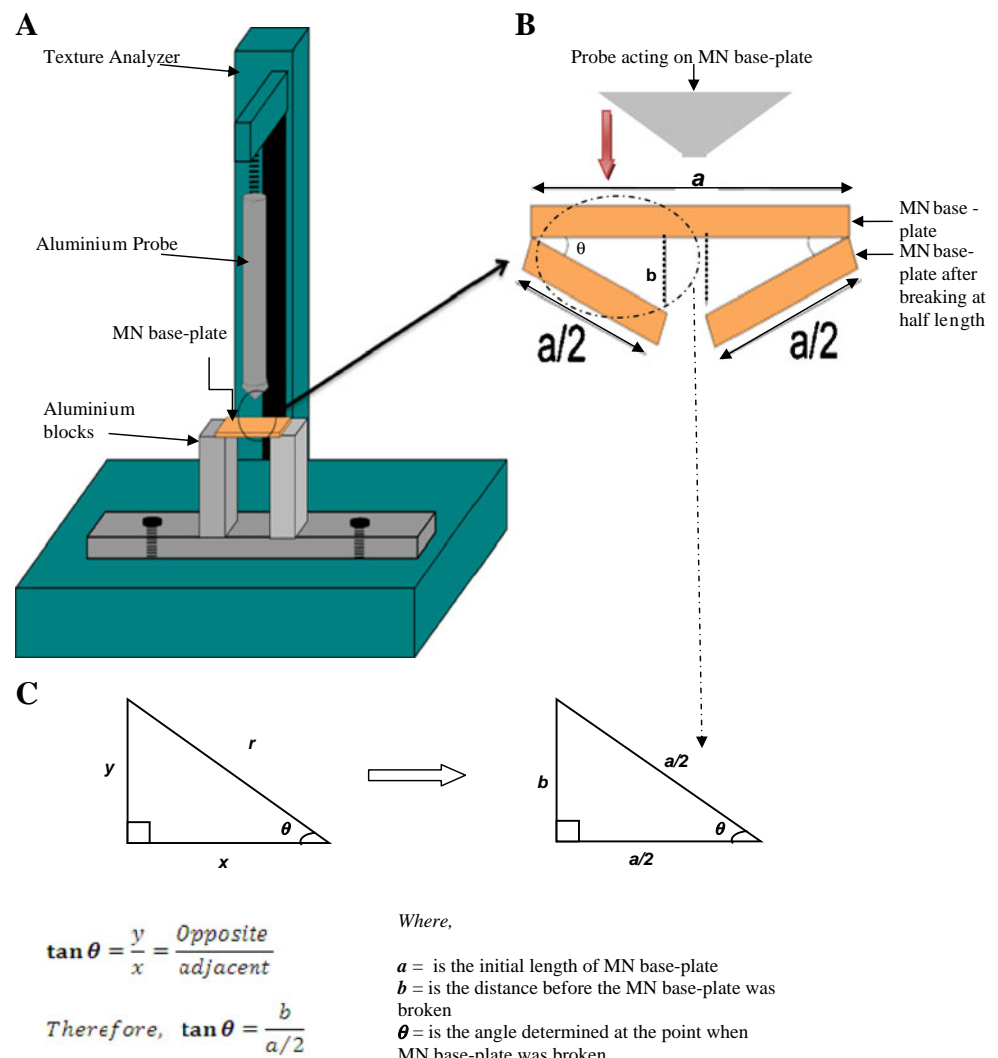 A
Texture Analyzer
Aluminium Probe
MN base-plate
Aluminium
blocks
B
Probe acting on MN base-plate
a
MN base -
plate
MN base-
plate after
breaking at
half length
θ
b
a/2
a/2
C
y
r
θ
x
b
a/2
θ
a/2
tan θ = y/x = Opposite/adjacent
Therefore, tan θ = b/a/2
Where,
a = is the initial length of MN base-plate
b = is the distance before the MN base-plate was
broken
θ = is the angle determined at the point when
MN base-plate was broken